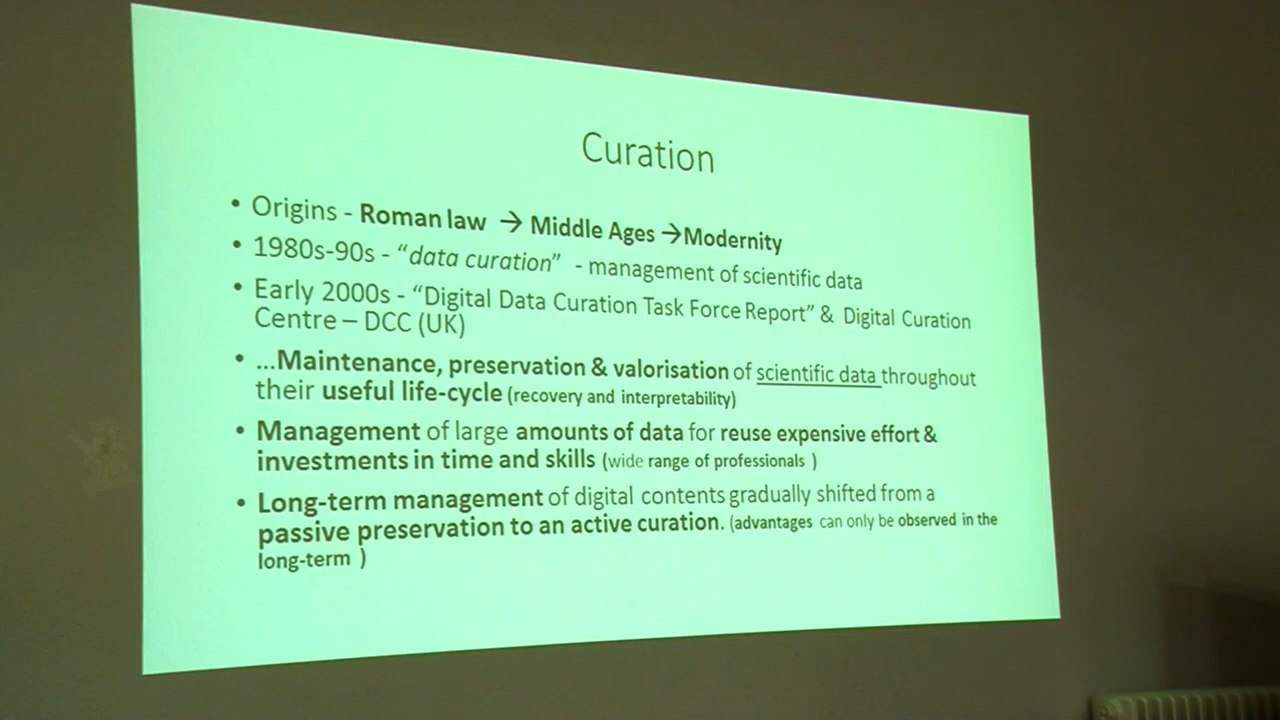 Curation
• Origins - Roman law → Middle Ages →Modernity
• 1980s-90s - “data curation” - management of scientific data
• Early 2000s - “Digital Data Curation Task Force Report” & Digital Curation
Centre – DCC (UK)
• ...Maintenance, preservation & valorisation of scientific data throughout
their useful life-cycle (recovery and interpretability)
• Management of large amounts of data for reuse expensive effort &
investments in time and skills (wide range of professionals )
• Long-term management of digital contents gradually shifted from a
passive preservation to an active curation. (advantages can only be observed in the
long-term )